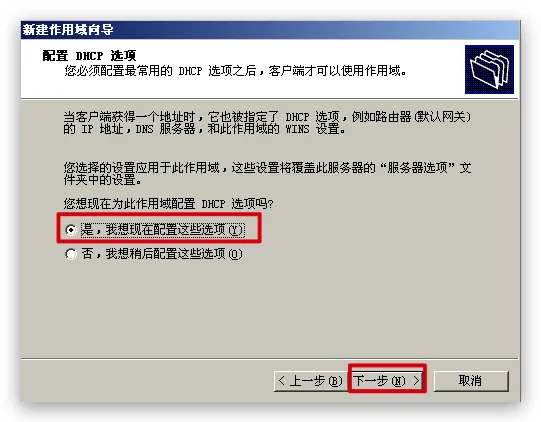 新建作用域向导
配置 DHCP 选项
您必须配置最常用的 DHCP 选项之后，客户端才可以使用作用域。
当客户端获得一个地址时，它也被指定了 DHCP 选项，例如路由器(默认网关)
的 IP 地址，DNS 服务器，和此作用域的 WINS 设置。
您选择的设置应用于此作用域，这些设置将覆盖此服务器的“服务器选项”文
件夹中的设置。
您想现在为此作用域配置 DHCP 选项吗?
是，我想现在配置这些选项(Y)
否，我想稍后配置这些选项(O)
< 上一步(B) 下一步(N) > 取消